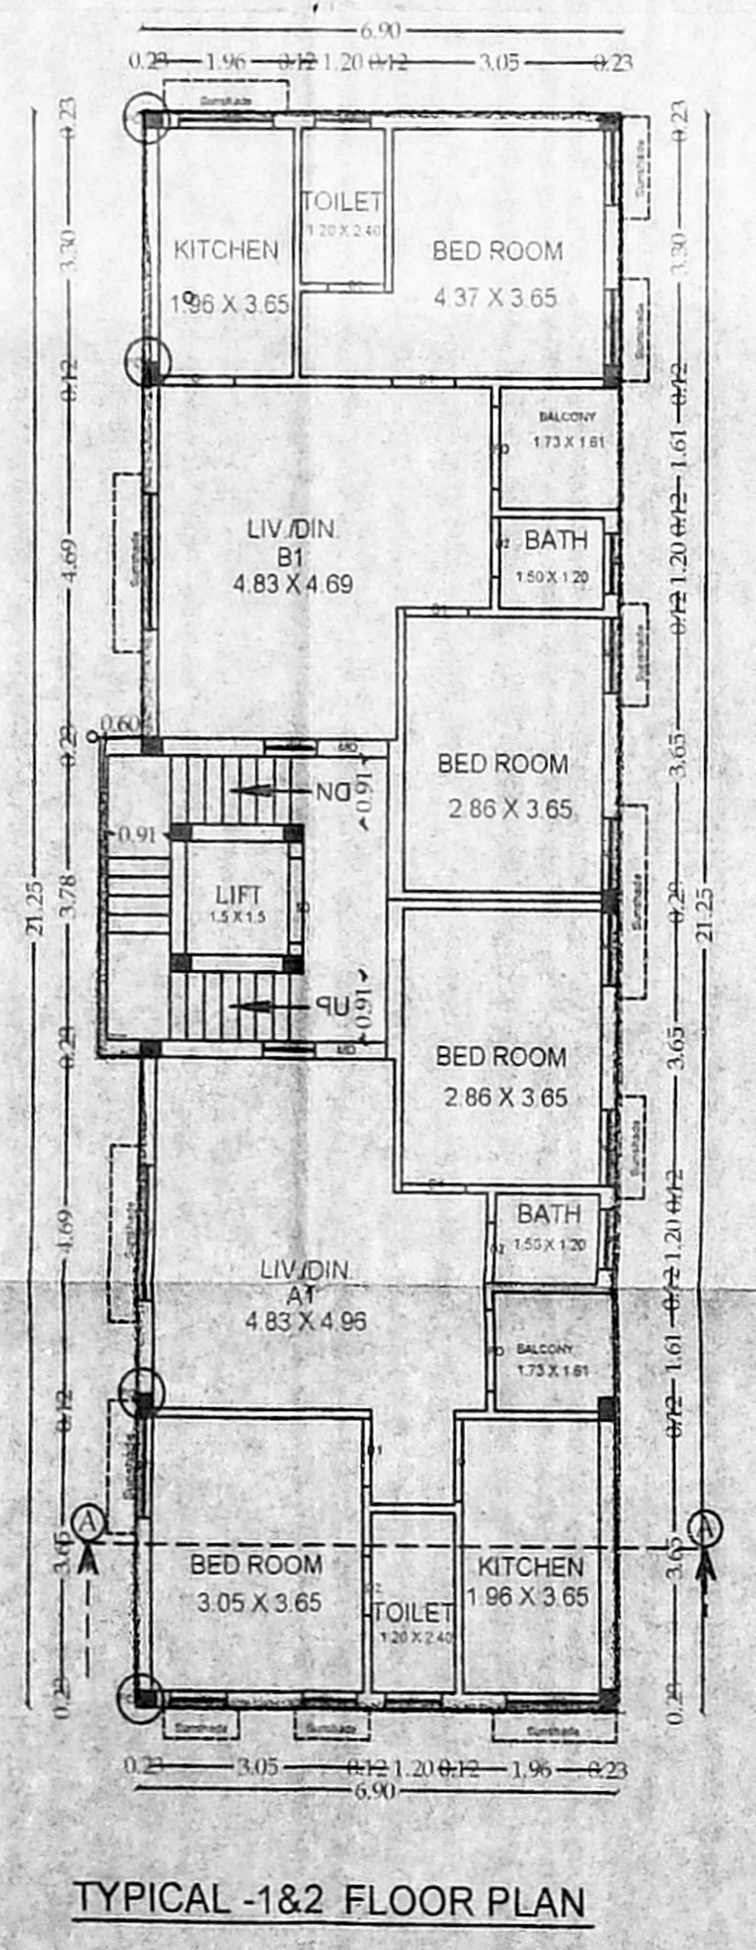 6.90
0.23 1.96 0.12 1.20 0.12 3.05 0.23
Sunshade
0.23
0.23
Sunshade
TOILET
1.20 X 2.40
KITCHEN
1.96 X 3.65
BED ROOM
4.37 X 3.65
3.30
3.30
Sunshade
0.12
0.12
BALCONY
1.73 X 1.61
1.61
LIV./DIN.
B1
4.83 X 4.69
4.69
Sunshade
0.12
BATH
1.50 X 1.20
1.20
0.12
Sunshade
0.60
0.23
BED ROOM
2.86 X 3.65
3.65
DN
0.91
0.91
LIFT
1.5 X 1.5
3.78
21.25
Sunshade
0.23
21.25
UP
0.91
0.23
BED ROOM
2.86 X 3.65
3.65
Sunshade
0.12
BATH
1.20
Sunshade
4.69
LIV./DIN.
A1
4.83 X 4.96
0.12
BALCONY
1.73 X 1.61
1.61
0.12
0.12
Sunshade
A
A
BED ROOM
3.05 X 3.65
KITCHEN
1.96 X 3.65
3.65
TOILET
1.20 X 2.40
0.23
Sunshade Sunshade Sunshade
0.23 3.05 0.12 1.20 0.12 1.96 0.23
6.90
TYPICAL -1&2 FLOOR PLAN